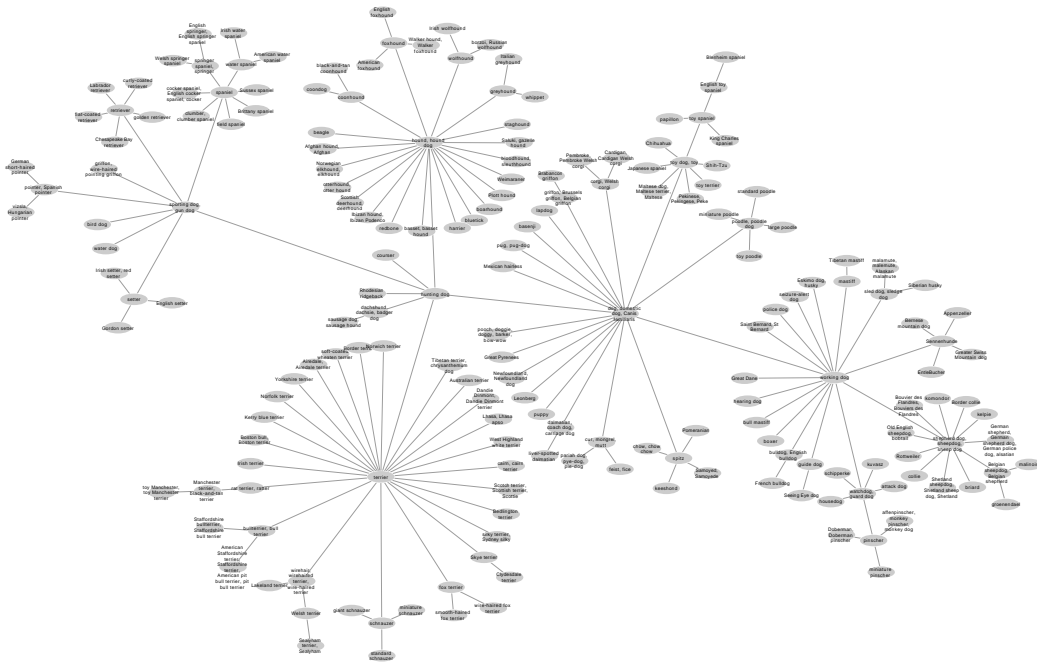 English
foxhound
foxhound
Walker hound,
Walker
foxhound
American
foxhound
Irish wolfhound
borzoi, Russian
wolfhound
wolfhound
Italian
greyhound
greyhound
whippet
black-and-tan
coonhound
coondog
coonhound
English
springer,
English springer
spaniel
Irish water
spaniel
American water
spaniel
Welsh springer
spaniel
springer
spaniel,
springer
water spaniel
cocker spaniel,
English cocker
spaniel, cocker
spaniel
Sussex spaniel
Brittany spaniel
clumber,
clumber spaniel
field spaniel
Labrador
retriever
curly-coated
retriever
flat-coated
retriever
retriever
golden retriever
Chesapeake Bay
retriever
German
short-haired
pointer
griffon,
wire-haired
pointing griffon
pointer, Spanish
pointer
vizsla,
Hungarian
pointer
sporting dog,
gun dog
bird dog
water dog
Irish setter, red
setter
setter
English setter
Gordon setter
beagle
Afghan hound,
Afghan
Norwegian
elkhound,
elkhound
otterhound,
otter hound
Scottish
deerhound,
deerhound
Ibizan hound,
Ibizan Podenco
redbone
basset, basset
hound
bluetick
harrier
boarhound
Plott hound
Weimaraner
bloodhound,
sleuthhound
Saluki, gazelle
hound
staghound
hound, hound
dog
courser
Rhodesian
ridgeback
dachshund,
dachsie, badger
dog
sausage dog,
sausage hound
hunting dog
Blenheim spaniel
English toy
spaniel
papillon
toy spaniel
King Charles
spaniel
Chihuahua
Japanese spaniel
toy dog, toy
Shih-Tzu
toy terrier
Maltese dog,
Maltese terrier,
Maltese
Pekinese,
Pekingese, Peke
Pembroke,
Pembroke Welsh
corgi
Cardigan,
Cardigan Welsh
corgi
corgi, Welsh
corgi
Brabancon
griffon
griffon, Brussels
griffon, Belgian
griffon
lapdog
basenji
pug, pug-dog
Mexican hairless
standard poodle
miniature poodle
poodle, poodle
dog
large poodle
toy poodle
dog, domestic
dog, Canis
familiaris
pooch, doggie,
doggy, barker,
bow-wow
Great Pyrenees
Newfoundland,
Newfoundland
dog
Leonberg
puppy
dalmatian,
coach dog,
carriage dog
liver-spotted
dalmatian
cur, mongrel,
mutt
pariah dog,
pye-dog,
pie-dog
feist, fice
chow, chow
chow
Pomeranian
spitz
Samoyed,
Samoyede
keeshond
Tibetan mastiff
mastiff
malamute,
malemute,
Alaskan
malamute
Eskimo dog,
husky
sled dog, sledge
dog
Siberian husky
seizure-alert
dog
police dog
Saint Bernard, St
Bernard
Bernese
mountain dog
Appenzeller
Sennenhunde
Greater Swiss
Mountain dog
EntleBucher
working dog
Great Dane
hearing dog
bull mastiff
boxer
bulldog, English
bulldog
French bulldog
guide dog
Seeing Eye dog
schipperke
kuvasz
watchdog,
guard dog
attack dog
housedog
affenpinscher,
monkey
pinscher,
monkey dog
Doberman,
Doberman
pinscher
pinscher
miniature
pinscher
Bouvier des
Flandres,
Bouviers des
Flandres
komondor
Border collie
kelpie
Old English
sheepdog,
bobtail
shepherd dog,
sheepdog,
sheep dog
German
shepherd,
German
shepherd dog,
German police
dog, alsatian
Rottweiler
collie
Shetland
sheepdog,
Shetland sheep
dog, Shetland
briard
Belgian
sheepdog,
Belgian
shepherd
malinois
groenendael
soft-coated
wheaten terrier
Border terrier
Norwich terrier
Airedale,
Airedale terrier
Yorkshire terrier
Norfolk terrier
Kerry blue terrier
Boston bull,
Boston terrier
Irish terrier
toy Manchester,
toy Manchester
terrier
Manchester
terrier,
black-and-tan
terrier
rat terrier, ratter
Staffordshire
bullterrier,
Staffordshire
bull terrier
bullterrier, bull
terrier
American
Staffordshire
terrier,
Staffordshire
terrier,
American pit
bull terrier, pit
bull terrier
wirehair,
wirehaired
terrier,
wire-haired
terrier
Lakeland terrier
Welsh terrier
Sealyham
terrier,
Sealyham
terrier
Tibetan terrier,
chrysanthemum
dog
Australian terrier
Dandie
Dinmont,
Dandie Dinmont
terrier
Lhasa, Lhasa
apso
West Highland
white terrier
cairn, cairn
terrier
Scotch terrier,
Scottish terrier,
Scottie
Bedlington
terrier
silky terrier,
Sydney silky
Skye terrier
Clydesdale
terrier
fox terrier
smooth-haired
fox terrier
wire-haired fox
terrier
giant schnauzer
miniature
schnauzer
schnauzer
standard
schnauzer